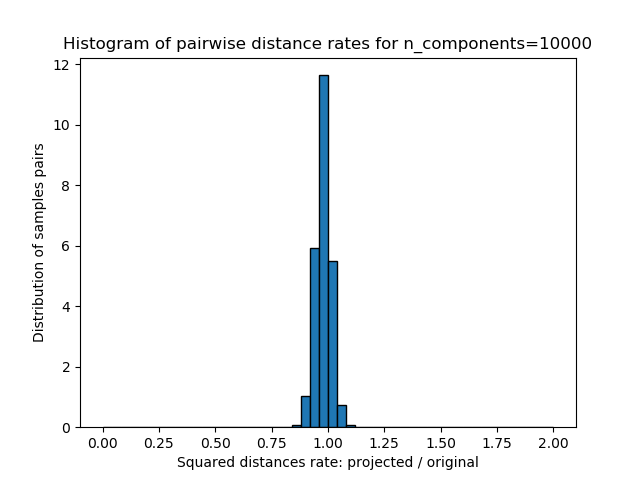 Histogram of pairwise distance rates for n_components=10000
Distribution of samples pairs
12
10
8
6
4
2
0
0.00 0.25 0.50 0.75 1.00 1.25 1.50 1.75 2.00
Squared distances rate: projected / original